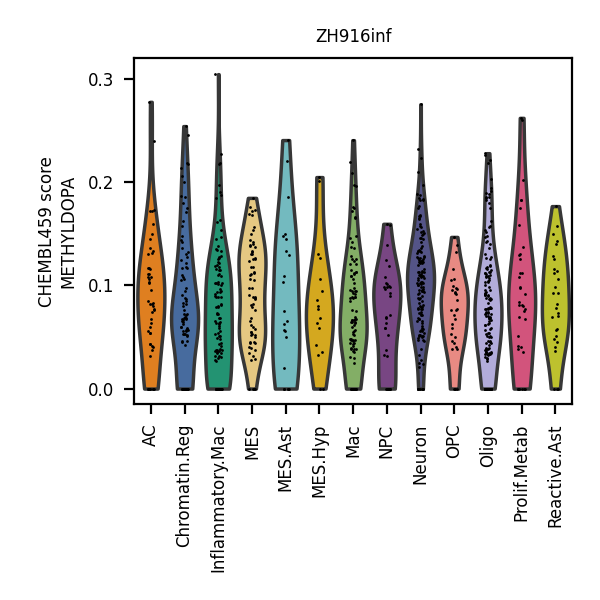 ZH916inf
CHEMBL459 score
METHYLDOPA
0.3
0.2
0.1
0.0
AC
Chromatin.Reg
Inflammatory.Mac
MES
MES.Ast
MES.Hyp
Mac
NPC
Neuron
OPC
Oligo
Prolif.Metab
Reactive.Ast